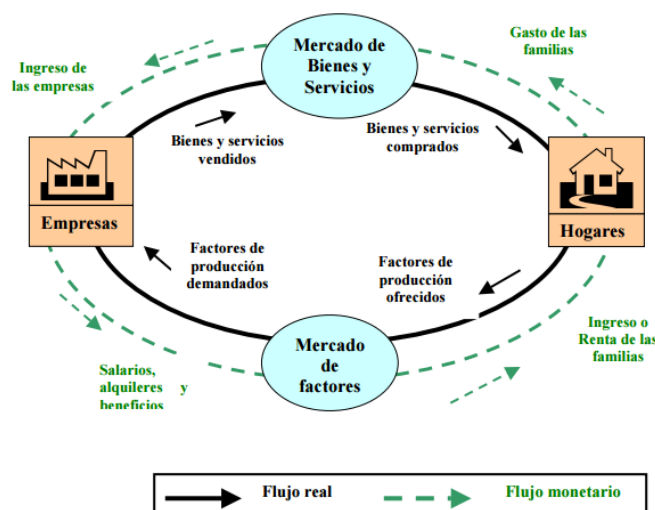 Mercado de
Bienes y
Servicios
Gasto de las
familias
Ingreso de
las empresas
Bienes y servicios
vendidos
Bienes y servicios
comprados
Empresas
Hogares
Factores de
producción
demandados
Factores de
producción
ofrecidos
Mercado
de
factores
Ingreso o
Renta de las
familias
Salarios,
alquileres y
beneficios
Flujo real
Flujo monetario